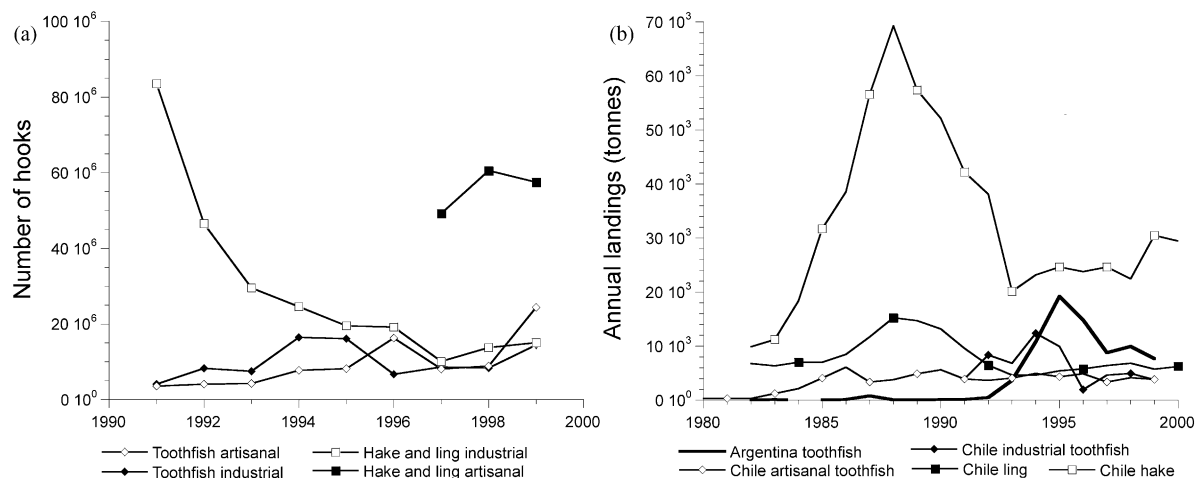 (a)
Number of hooks
100 10⁶
80 10⁶
60 10⁶
40 10⁶
20 10⁶
0 10⁰
1990 1992 1994 1996 1998 2000
Toothfish artisanal Hake and ling industrial
Toothfish industrial Hake and ling artisanal
(b)
Annual landings (tonnes)
70 10³
60 10³
50 10³
40 10³
30 10³
20 10³
10 10³
0 10⁰
1980 1985 1990 1995 2000
Argentina toothfish Chile industrial toothfish
Chile artisanal toothfish Chile ling Chile hake